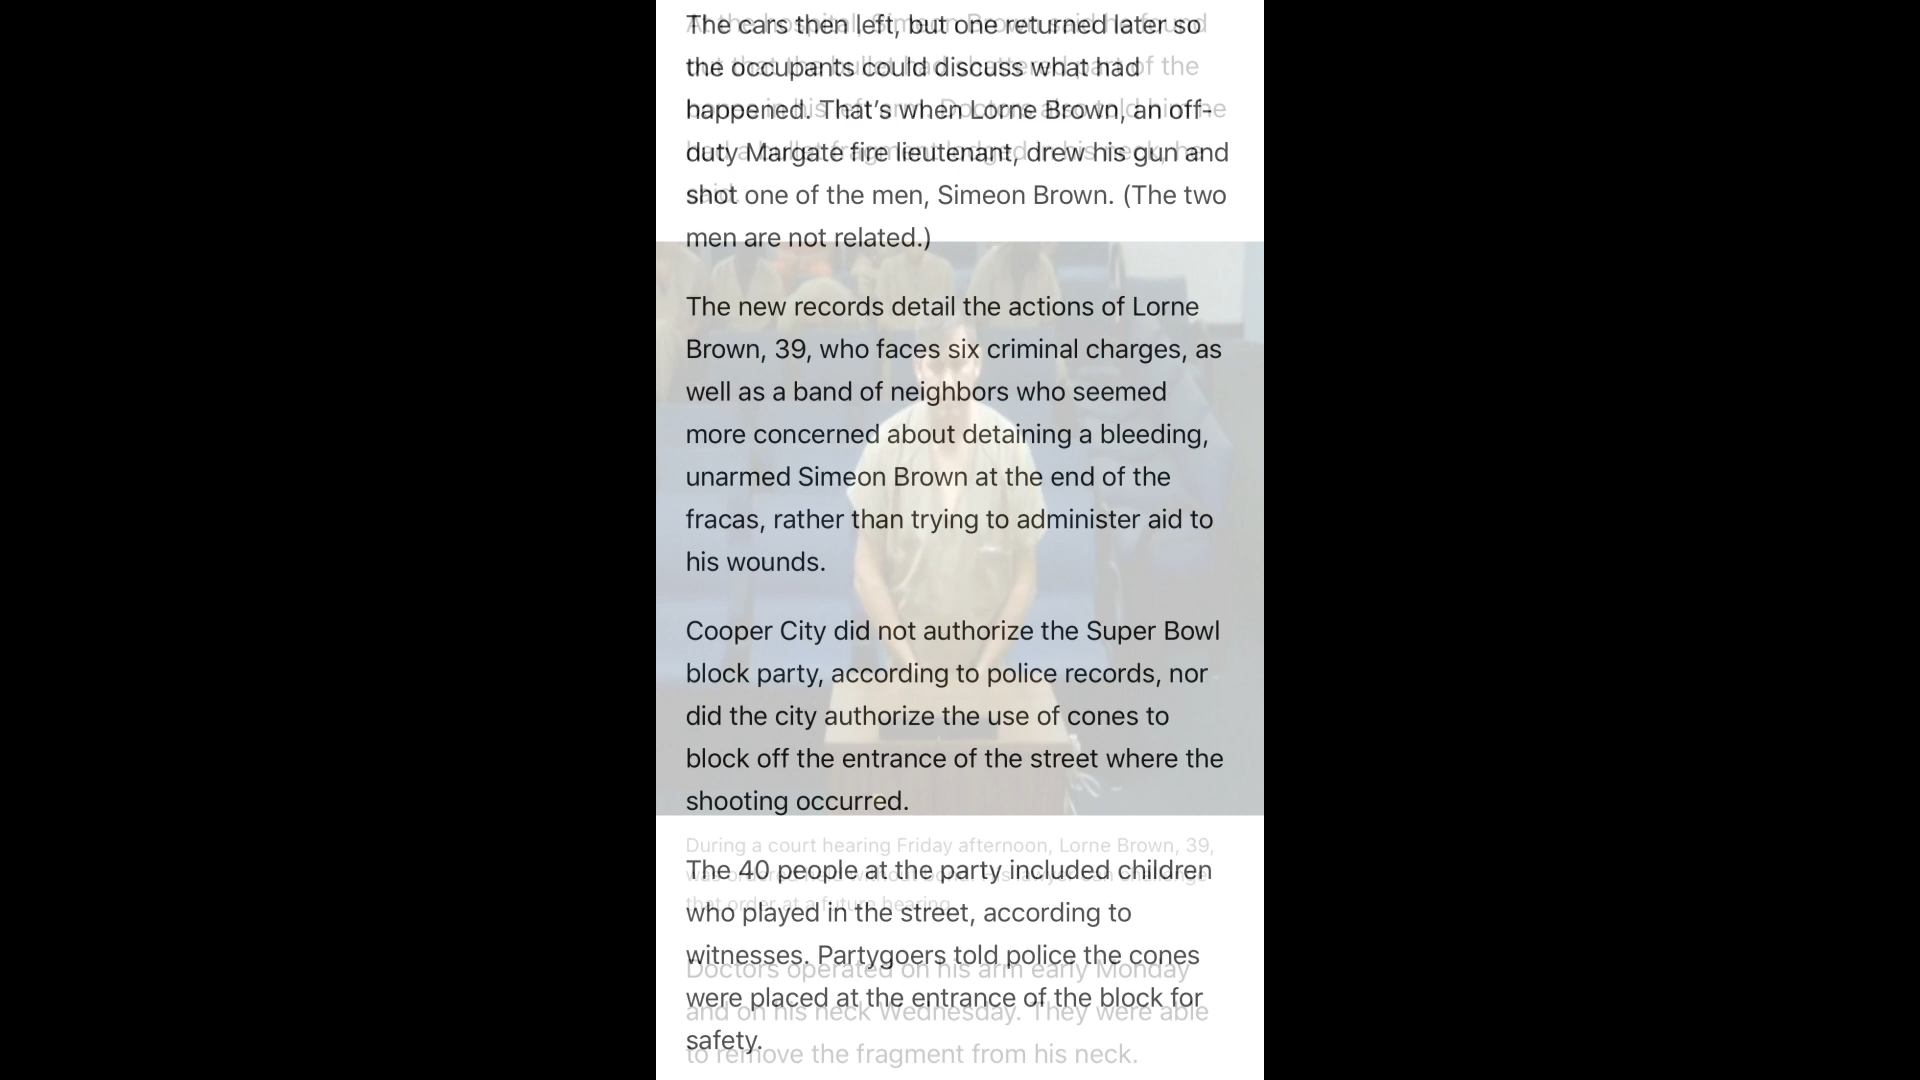 The cars then left, but one returned later so
the occupants could discuss what had
happened. That’s when Lorne Brown, an off-
duty Margate fire lieutenant, drew his gun and
shot one of the men, Simeon Brown. (The two
men are not related.)
The new records detail the actions of Lorne
Brown, 39, who faces six criminal charges, as
well as a band of neighbors who seemed
more concerned about detaining a bleeding,
unarmed Simeon Brown at the end of the
fracas, rather than trying to administer aid to
his wounds.
Cooper City did not authorize the Super Bowl
block party, according to police records, nor
did the city authorize the use of cones to
block off the entrance of the street where the
shooting occurred.
During a court hearing Friday afternoon, Lorne Brown, 39,
The 40 people at the party included children
that order at a future hearing.
who played in the street, according to
witnesses. Partygoers told police the cones
Doctors operated on his arm early Monday
were placed at the entrance of the block for
and on his neck Wednesday. They were able
safety.
to remove the fragment from his neck.